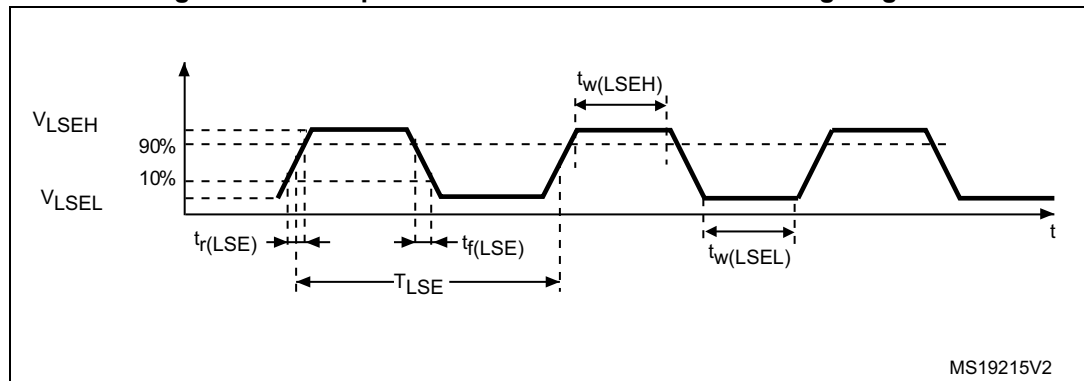 t_w(LSEH)
V_LSEH
90%
10%
V_LSEL
t_r(LSE)
t_f(LSE)
t_w(LSEL)
t
T_LSE
MS19215V2